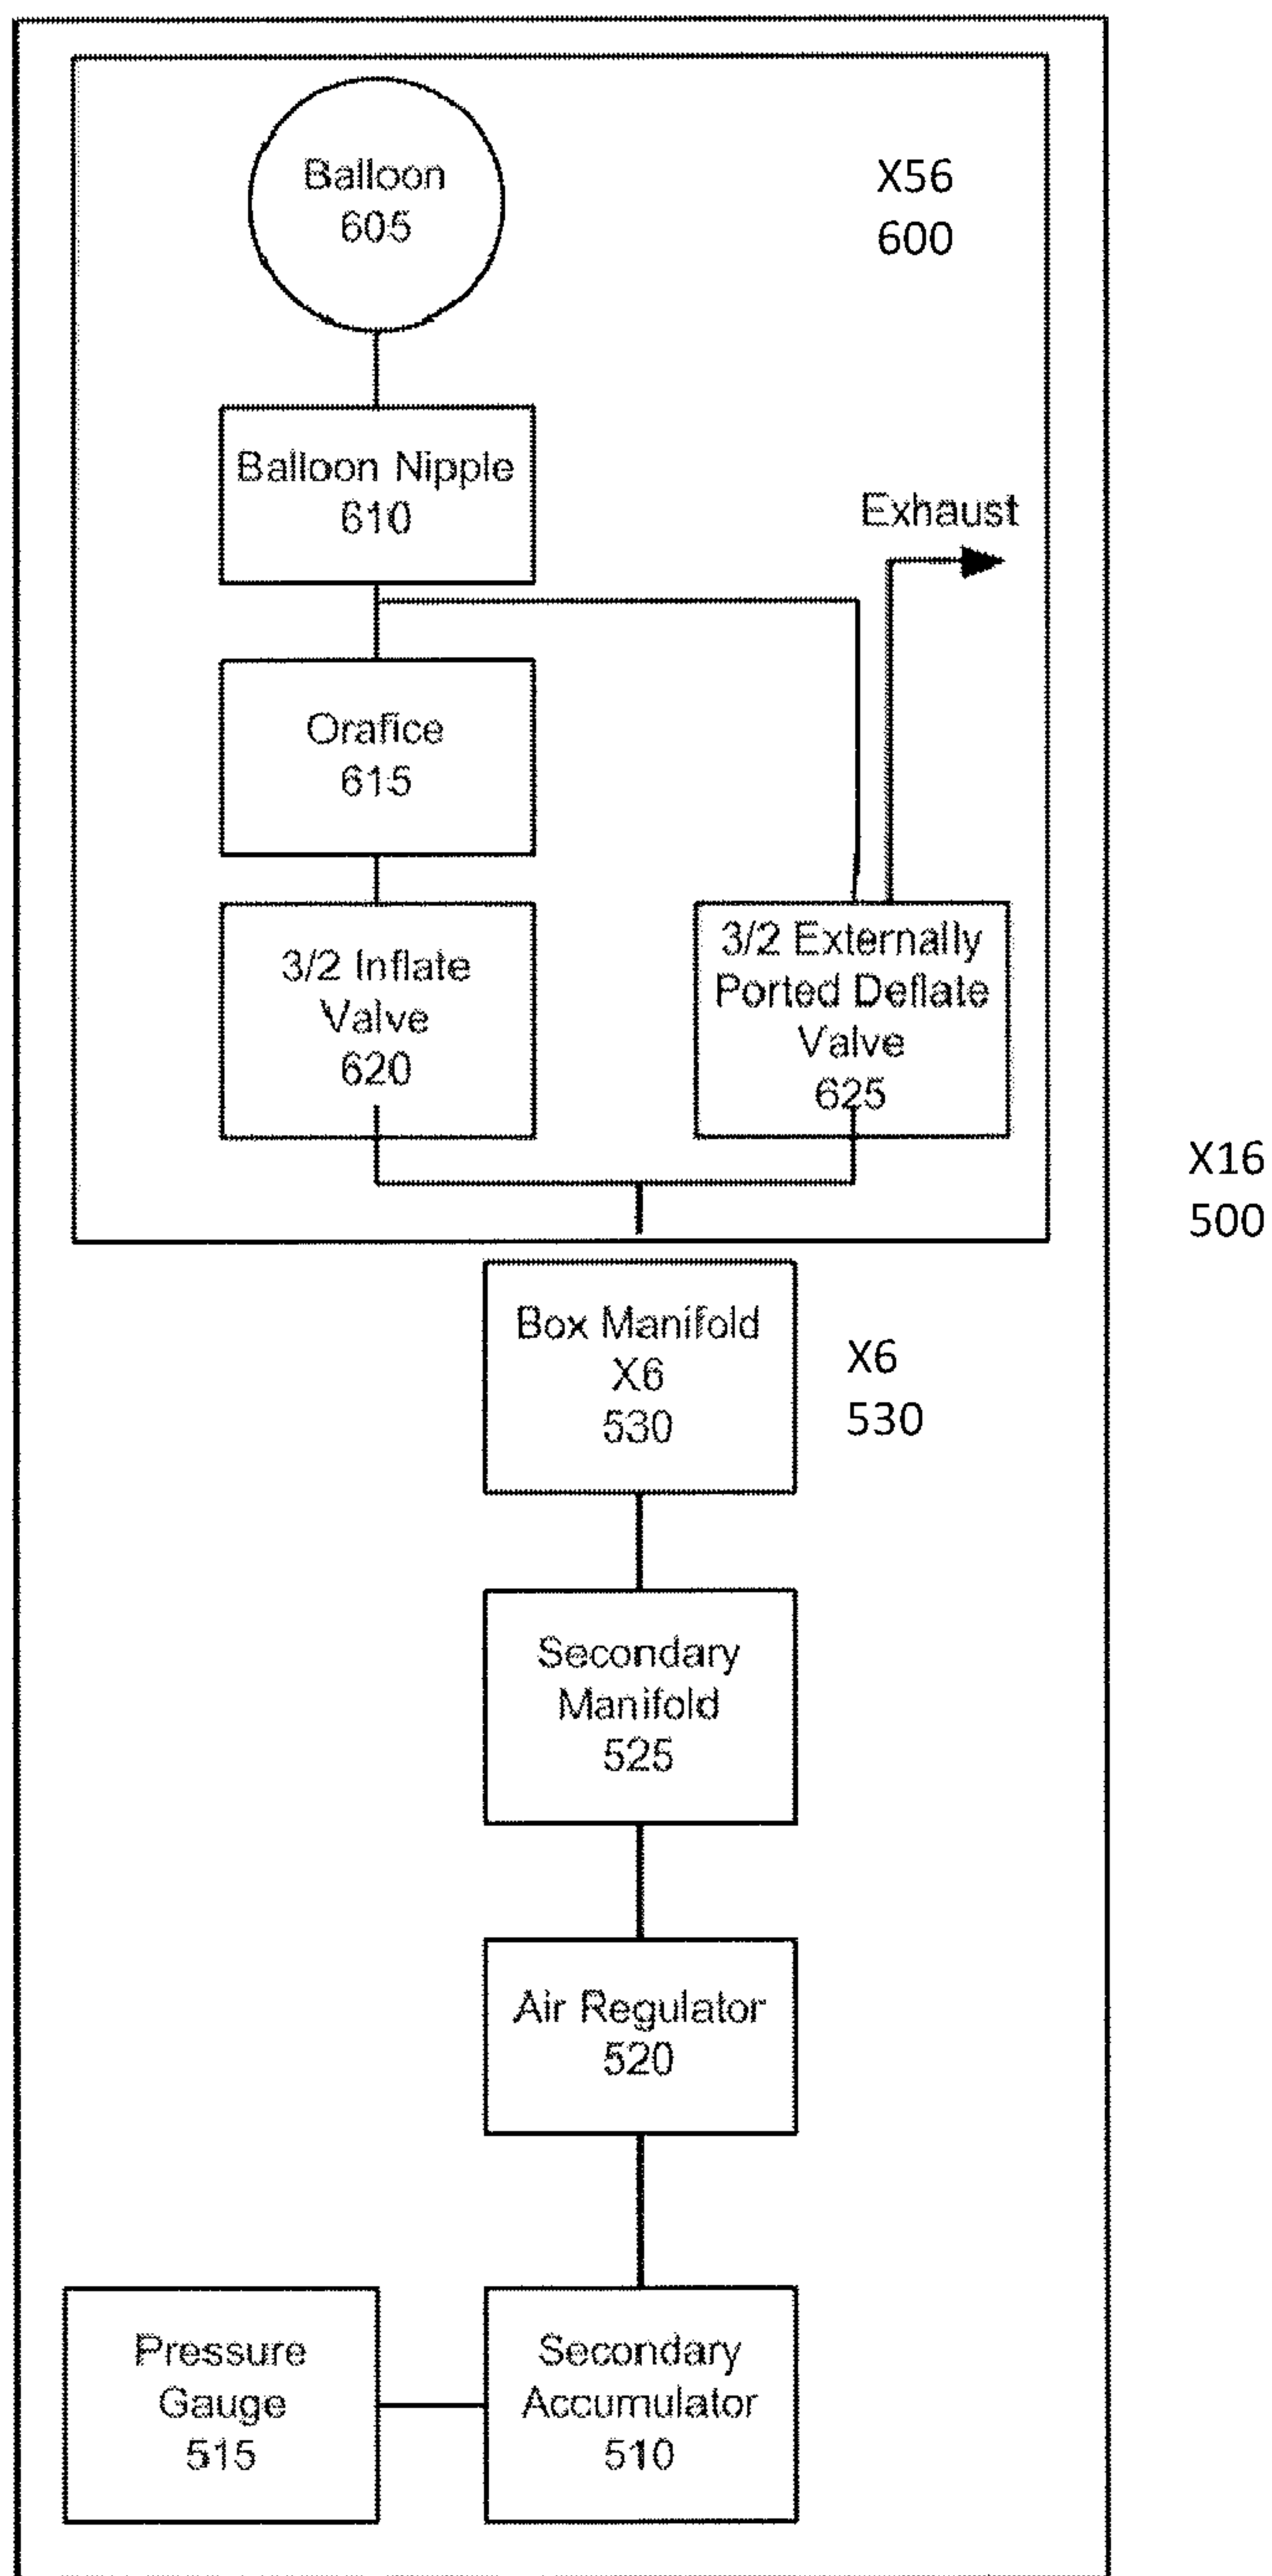 Balloon
605
X56
600
Balloon Nipple
610
Exhaust
Orafice
615
3/2 Inflate
Valve
620
3/2 Externally
Ported Deflate
Valve
625
X16
500
Box Manifold
X6
530
X6
530
Secondary
Manifold
525
Air Regulator
520
Pressure
Gauge
515
Secondary
Accumulator
510